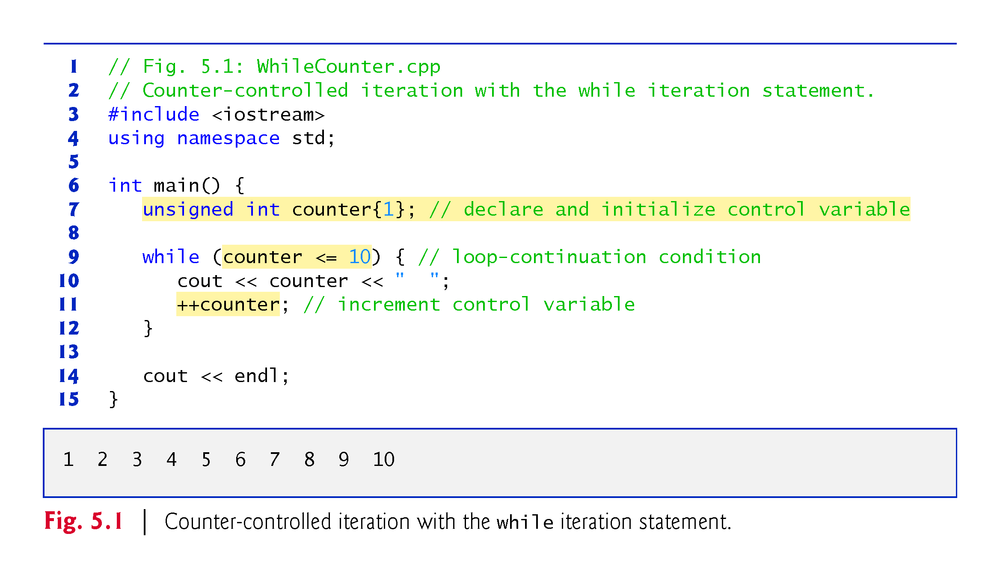 1 // Fig. 5.1: WhileCounter.cpp
2 // Counter-controlled iteration with the while iteration statement.
3 #include <iostream>
4 using namespace std;
5
6 int main() {
7    unsigned int counter{1}; // declare and initialize control variable
8
9    while (counter <= 10) { // loop-continuation condition
10       cout << counter << "  ";
11       ++counter; // increment control variable
12    }
13
14    cout << endl;
15 }
1  2  3  4  5  6  7  8  9  10
Fig. 5.1 | Counter-controlled iteration with the while iteration statement.